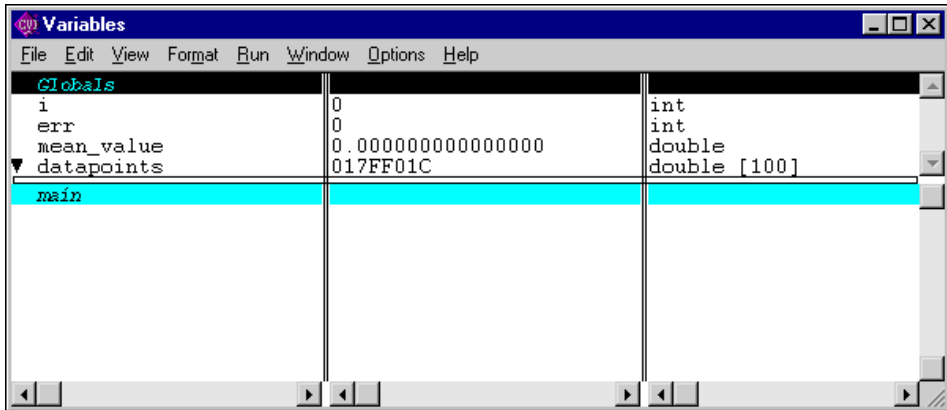 CVI Variables
File Edit View Format Run Window Options Help
Globals
i 0 int
err 0 int
mean_value 0.000000000000000 double
datapoints 017FF01C double [100]
main